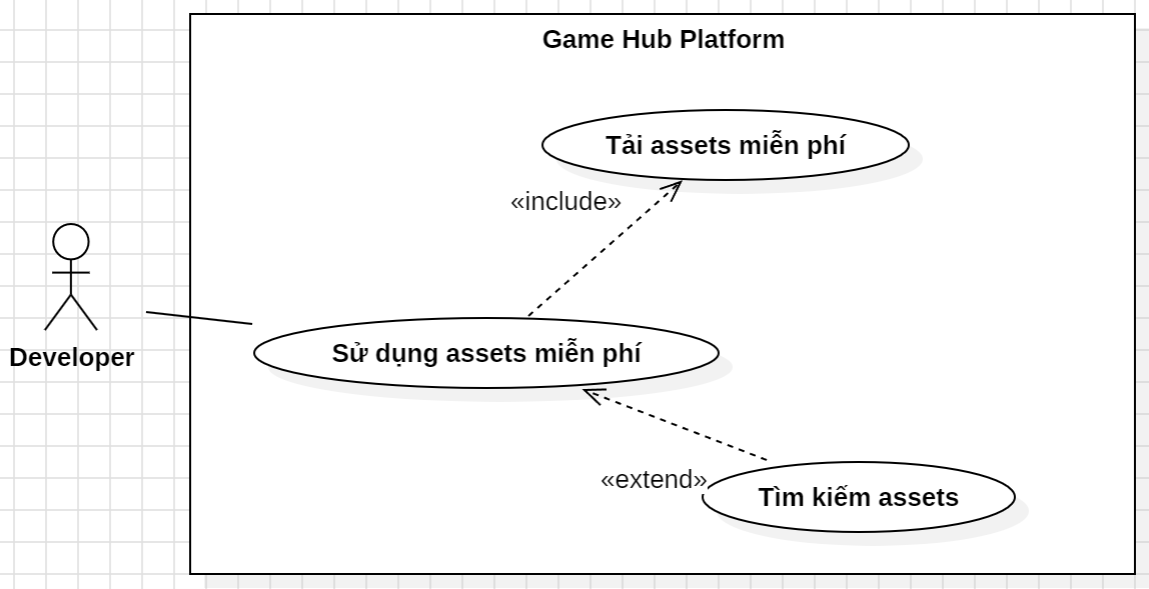 Game Hub Platform
Tải assets miễn phí
«include»
Developer
Sử dụng assets miễn phí
«extend»
Tìm kiếm assets